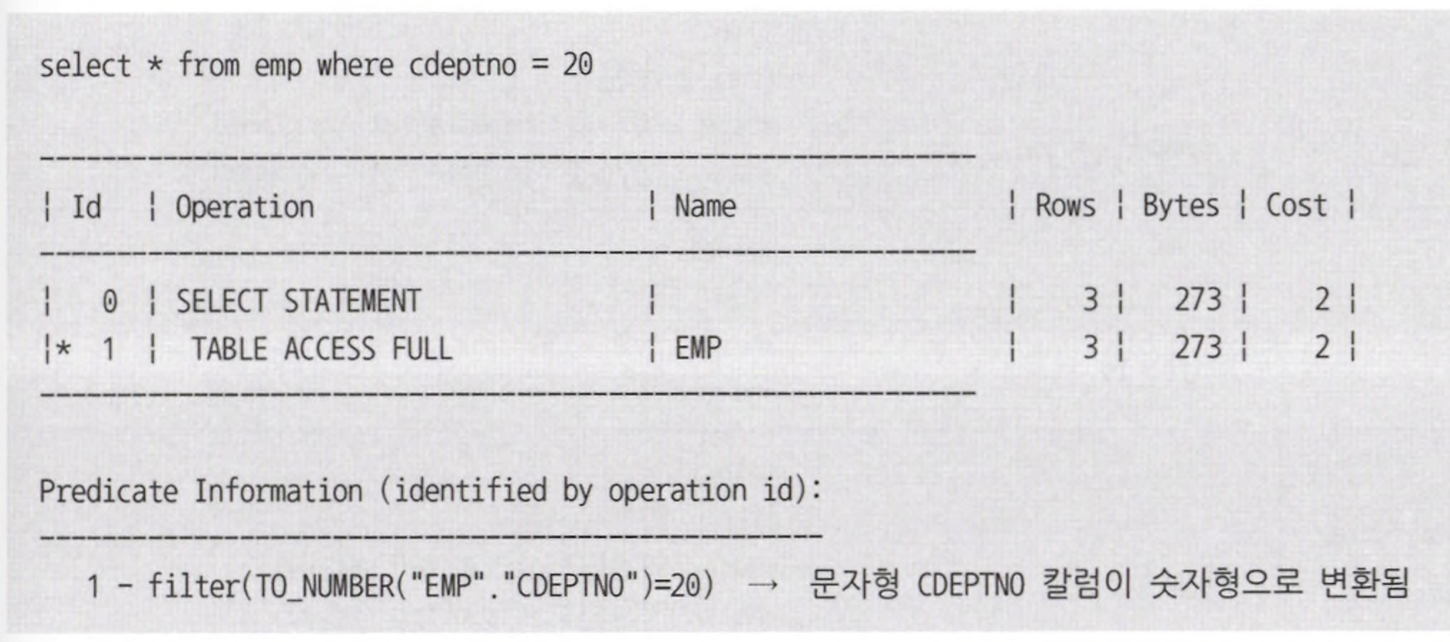 select * from emp where cdeptno = 20
---------------------------------------------------------------
| Id | Operation | Name | Rows | Bytes | Cost |
---------------------------------------------------------------
| 0 | SELECT STATEMENT | | 3 | 273 | 2 |
|* 1 | TABLE ACCESS FULL | EMP | 3 | 273 | 2 |
---------------------------------------------------------------
Predicate Information (identified by operation id):
---------------------------------------------------
1 - filter(TO_NUMBER("EMP"."CDEPTNO")=20) → 문자형 CDEPTNO 칼럼이 숫자형으로 변환됨